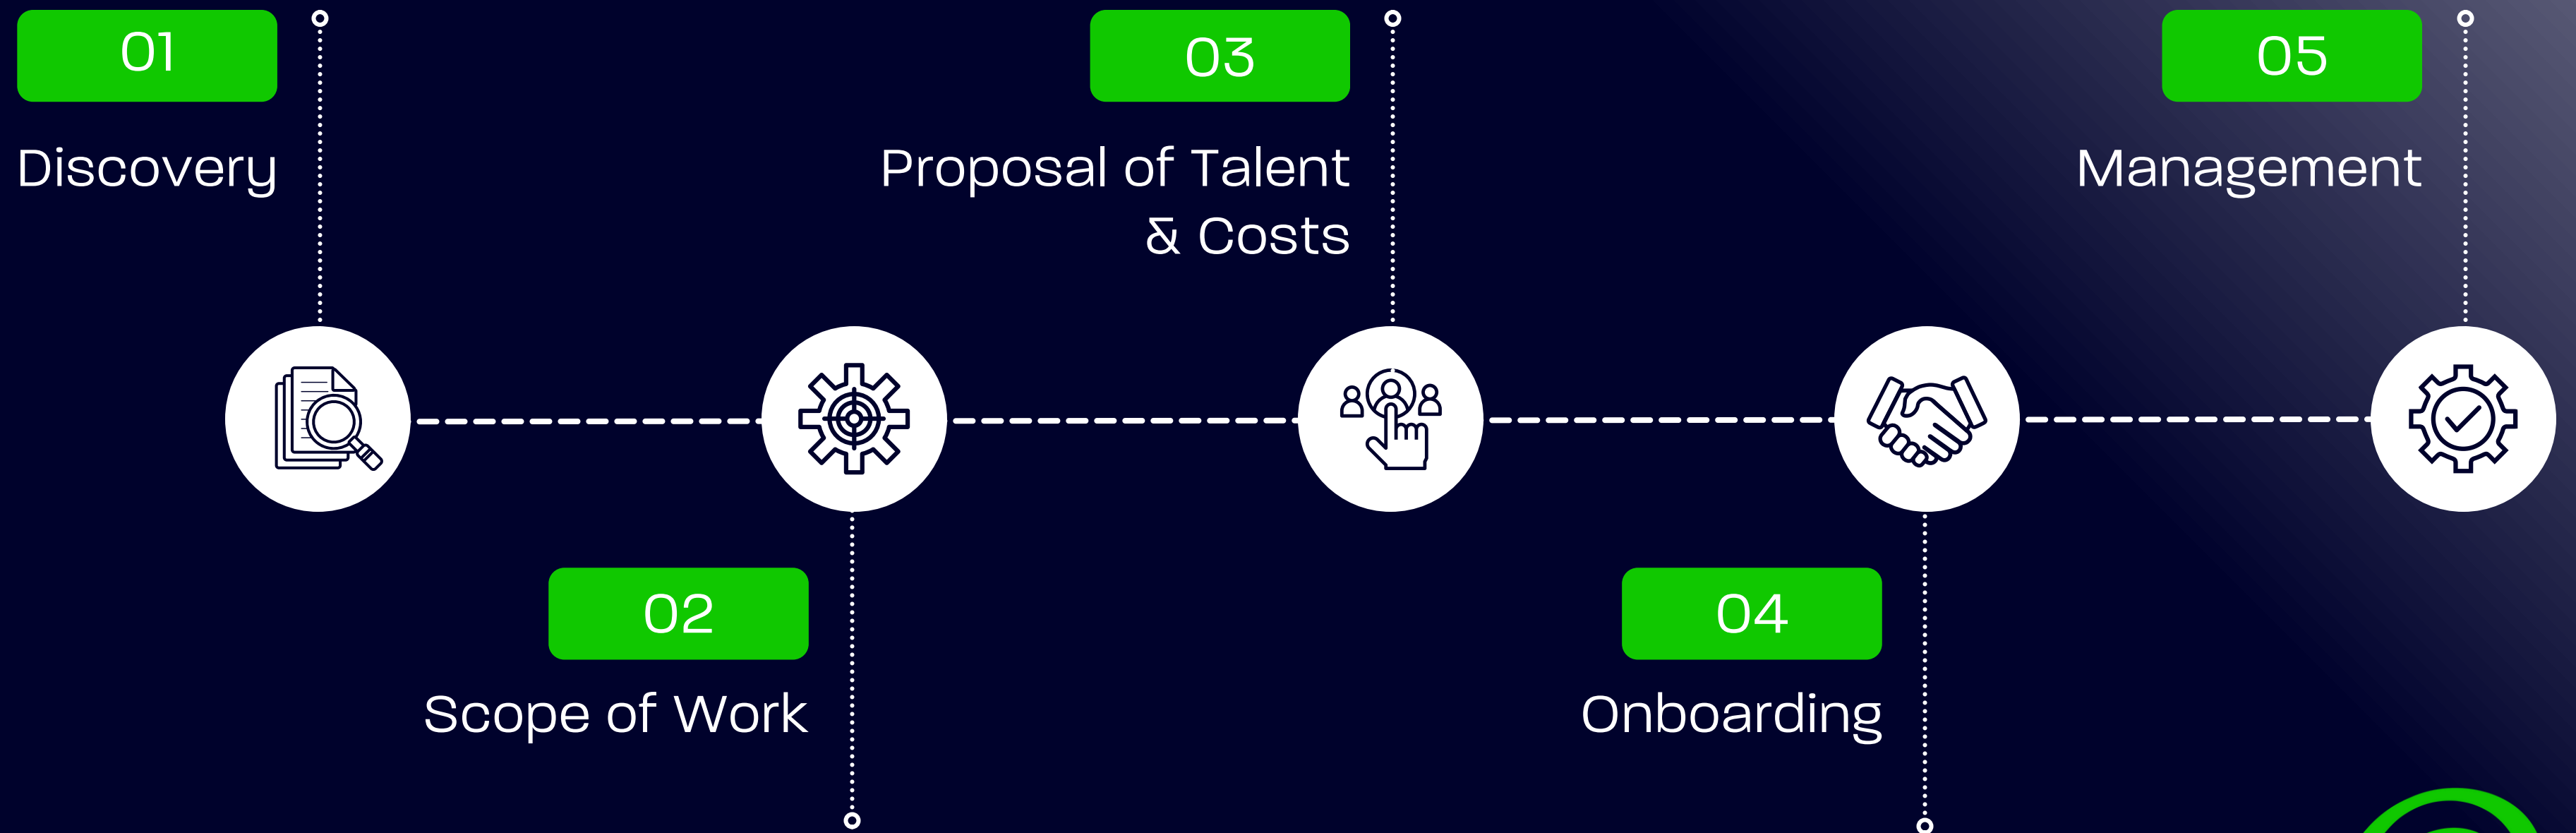 01
Discovery
02
Scope of Work
03
Proposal of Talent
& Costs
04
Onboarding
05
Management